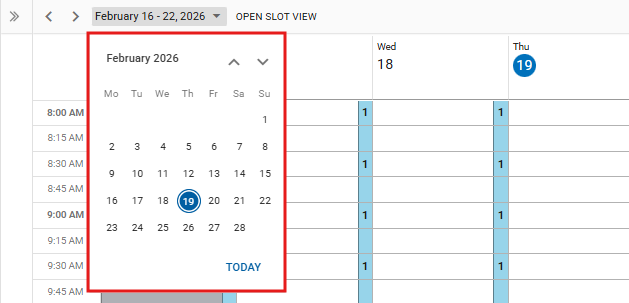 February 16 - 22, 2026 OPEN SLOT VIEW
February 2026
Mo Tu We Th Fr Sa Su
1
2 3 4 5 6 7 8
9 10 11 12 13 14 15
16 17 18 19 20 21 22
23 24 25 26 27 28
TODAY
Wed
18
Thu
19
8:00 AM 1 1
8:15 AM
8:30 AM 1 1
8:45 AM
9:00 AM 1 1
9:15 AM
9:30 AM 1 1
9:45 AM